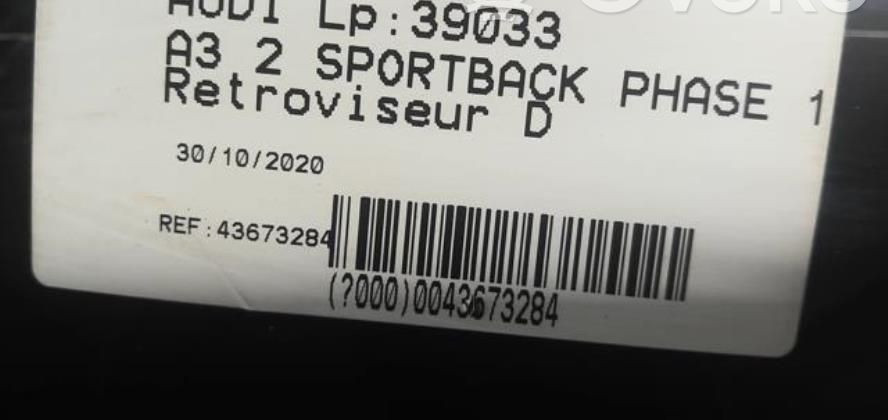 AUDI Lp:39033
A3 2 SPORTBACK PHASE 1
Retroviseur D
30/10/2020
REF:43673284
(?000)0043673284